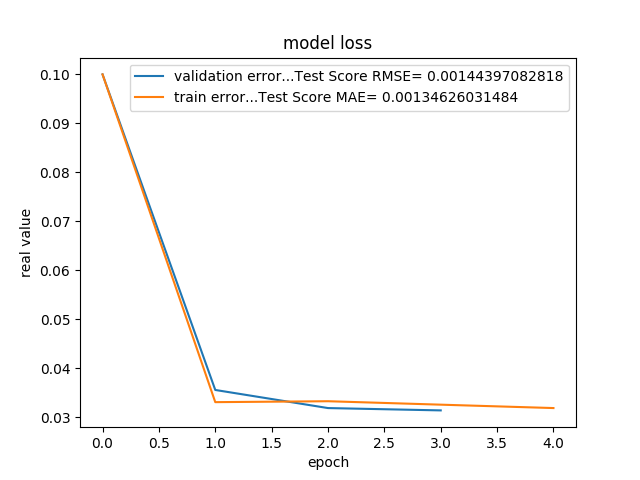 model loss
validation error...Test Score RMSE= 0.00144397082818
train error...Test Score MAE= 0.00134626031484
0.10
0.09
0.08
0.07
0.06
0.05
0.04
0.03
real value
0.0 0.5 1.0 1.5 2.0 2.5 3.0 3.5 4.0
epoch